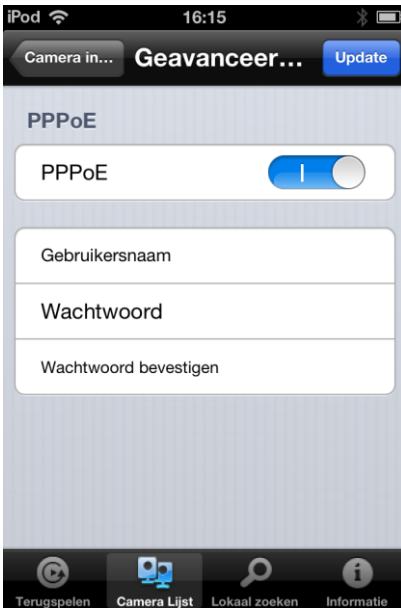 iPod 16:15
Camera in... Geavanceer... Update
PPPoE
PPPoE
Gebruikersnaam
Wachtwoord
Wachtwoord bevestigen
Terugspelen Camera Lijst Lokaal zoeken Informatie